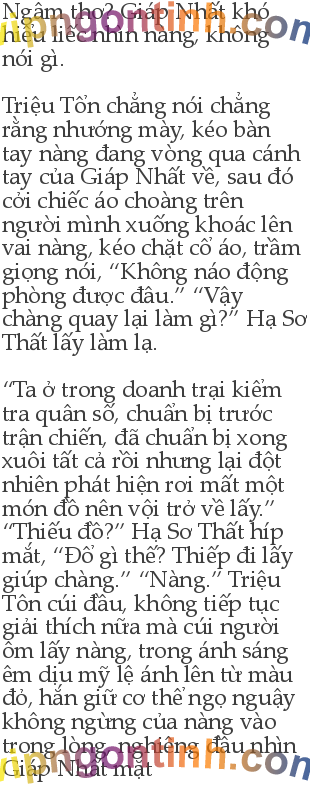 Ngâm thơ? Giáp Nhất khó
hiểu liếc nhìn nàng, không
nói gì.
Triệu Tổn chẳng nói chẳng
rằng nhướng mày, kéo bàn
tay nàng đang vòng qua cánh
tay của Giáp Nhất về, sau đó
cởi chiếc áo choàng trên
người mình xuống khoác lên
vai nàng, kéo chặt cổ áo, trầm
giọng nói, “Không náo động
phòng được đâu.” “Vậy
chàng quay lại làm gì?” Hạ Sơ
Thất lấy làm lạ.
“Ta ở trong doanh trại kiểm
tra quân số, chuẩn bị trước
trận chiến, đã chuẩn bị xong
xuôi tất cả rồi nhưng lại đột
nhiên phát hiện rơi mất một
món đồ nên vội trở về lấy.”
“Thiếu đồ?” Hạ Sơ Thất híp
mắt, “Đổ gì thế? Thiếp đi lấy
giúp chàng.” “Nàng.” Triệu
Tôn cúi đầu, không tiếp tục
giải thích nữa mà cúi người
ôm lấy nàng, trong ánh sáng
êm dịu mỹ lệ ánh lên từ màu
đỏ, hắn giữ cơ thể ngọ nguậy
không ngừng của nàng vào
trong lòng, nghiêng đầu nhìn
Giáp Nhất mặt
vipngontinh.com
vipngontinh.com